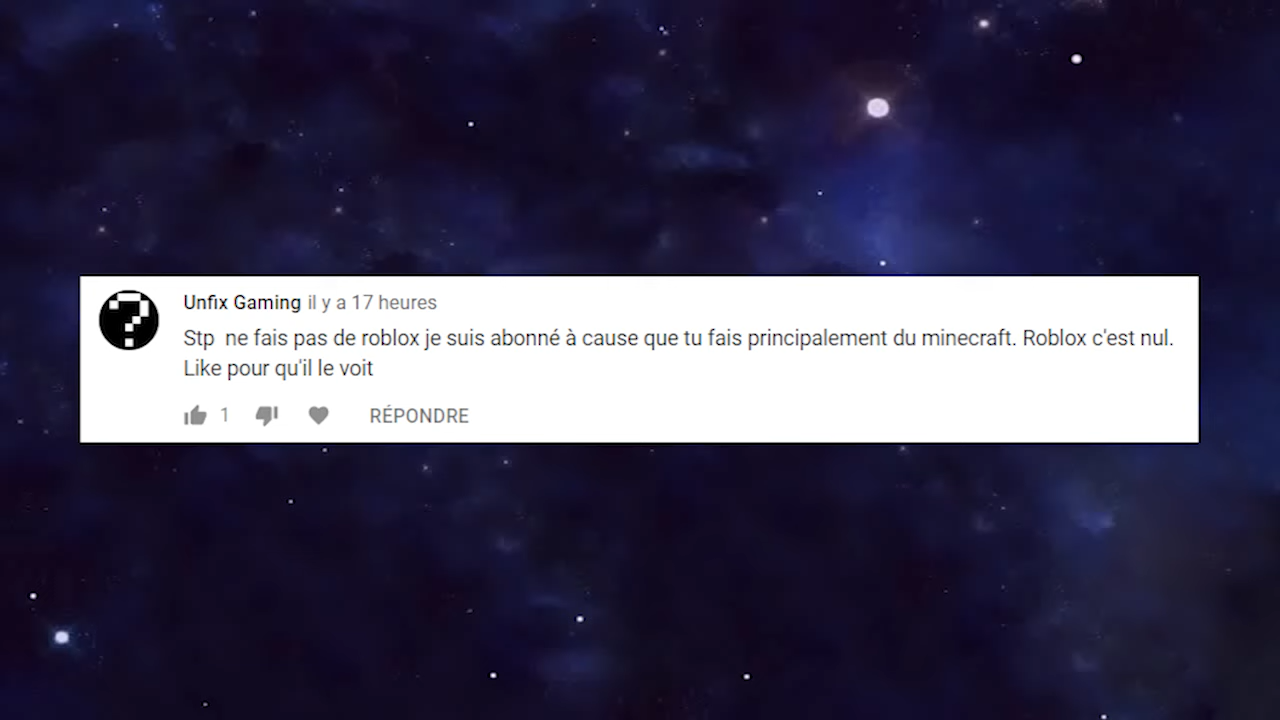 Unfix Gaming il y a 17 heures
Stp  ne fais pas de roblox je suis abonné à cause que tu fais principalement du minecraft. Roblox c'est nul.
Like pour qu'il le voit
1 RÉPONDRE